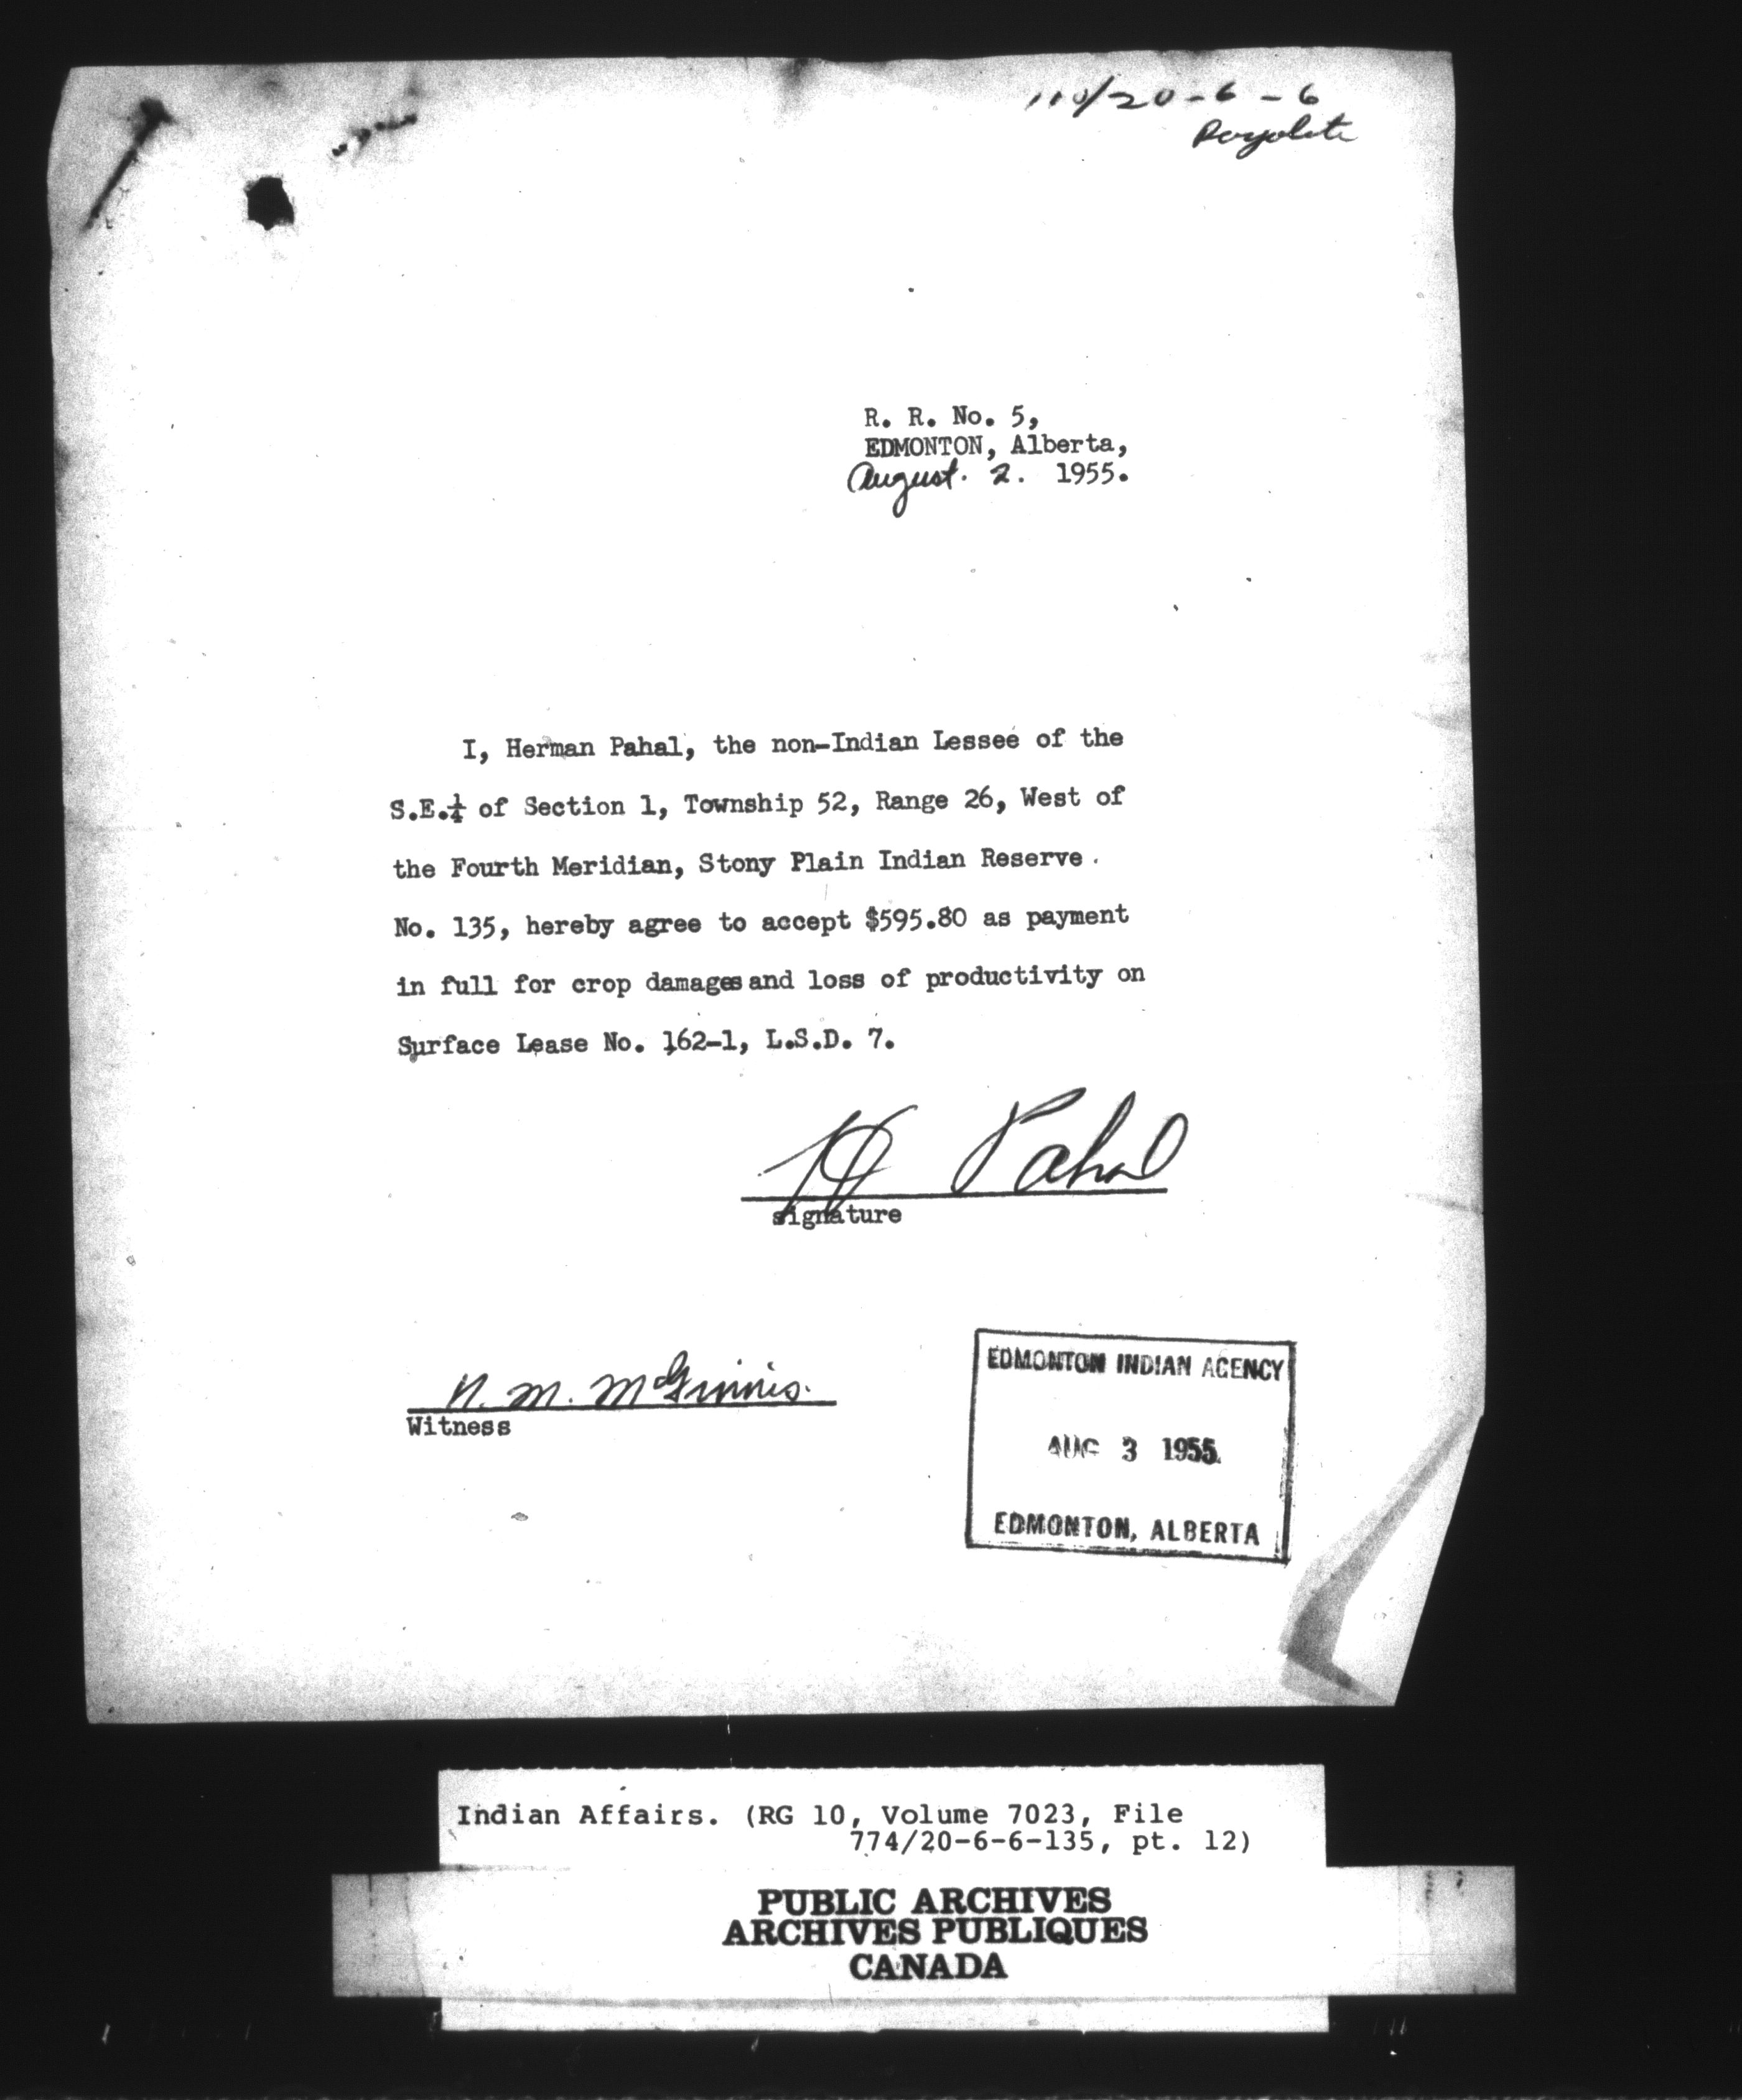 110/20-6-6
Royalite
R. R. No. 5,
EDMONTON, Alberta,
August. 2. 1955.
I, Herman Pahal, the non-Indian Lessee of the
S.E.¼ of Section 1, Township 52, Range 26, West of
the Fourth Meridian, Stony Plain Indian Reserve.
No. 135, hereby agree to accept $595.80 as payment
in full for crop damages and loss of productivity on
Surface Lease No. 162-1, L.S.D. 7.
H Pahal
signature
N. M. McGinnis.
Witness
EDMONTON INDIAN AGENCY
AUG 3 1955
EDMONTON, ALBERTA
Indian Affairs. (RG 10, Volume 7023, File
774/20-6-6-135, pt. 12)
PUBLIC ARCHIVES
ARCHIVES PUBLIQUES
CANADA